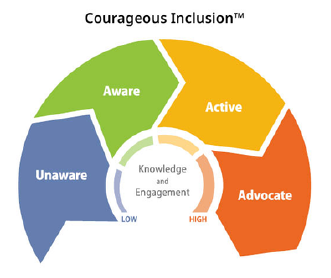 Courageous Inclusion™
Aware
Active
Unaware
Knowledge
and
Engagement
Advocate
LOW
HIGH